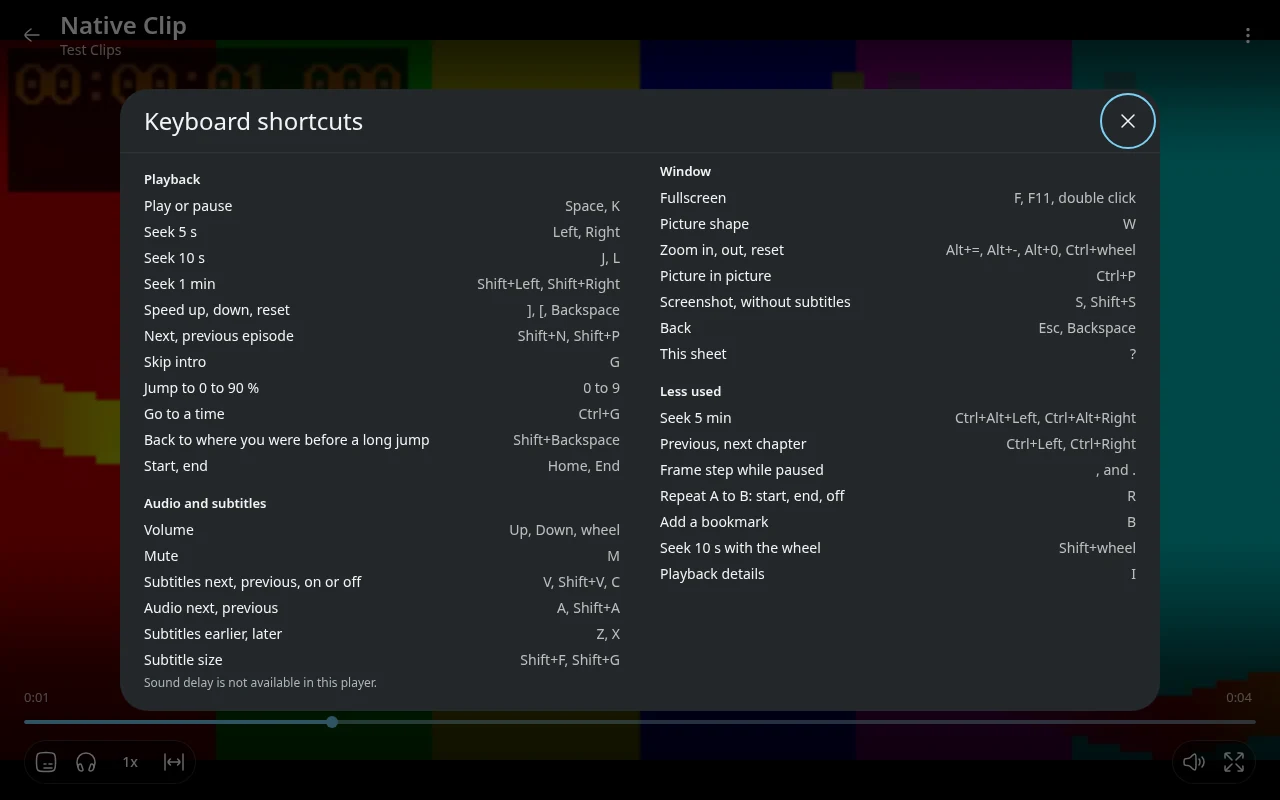 Native Clip
Test Clips
00:00:01 000
Keyboard shortcuts
Playback
Play or pause Space, K
Seek 5 s Left, Right
Seek 10 s J, L
Seek 1 min Shift+Left, Shift+Right
Speed up, down, reset ], [, Backspace
Next, previous episode Shift+N, Shift+P
Skip intro G
Jump to 0 to 90 % 0 to 9
Go to a time Ctrl+G
Back to where you were before a long jump Shift+Backspace
Start, end Home, End
Audio and subtitles
Volume Up, Down, wheel
Mute M
Subtitles next, previous, on or off V, Shift+V, C
Audio next, previous A, Shift+A
Subtitles earlier, later Z, X
Subtitle size Shift+F, Shift+G
Sound delay is not available in this player.
Window
Fullscreen F, F11, double click
Picture shape W
Zoom in, out, reset Alt+=, Alt+-, Alt+0, Ctrl+wheel
Picture in picture Ctrl+P
Screenshot, without subtitles S, Shift+S
Back Esc, Backspace
This sheet ?
Less used
Seek 5 min Ctrl+Alt+Left, Ctrl+Alt+Right
Previous, next chapter Ctrl+Left, Ctrl+Right
Frame step while paused , and .
Repeat A to B: start, end, off R
Add a bookmark B
Seek 10 s with the wheel Shift+wheel
Playback details I
0:01
0:04
1x